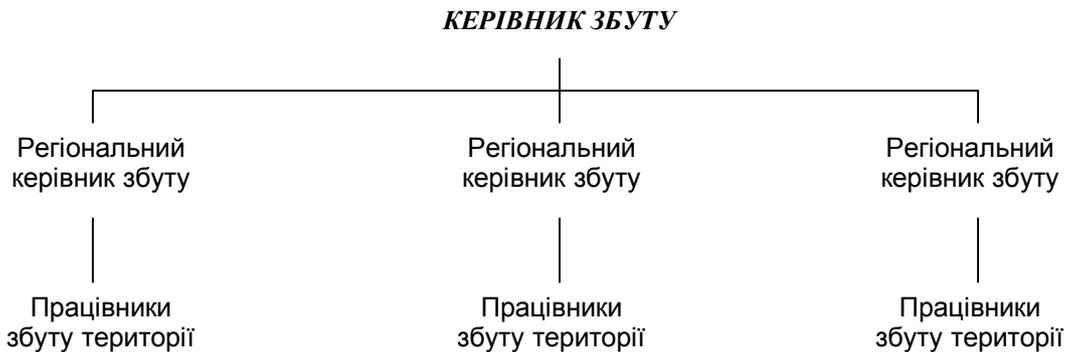 КЕРІВНИК ЗБУТУ
Регіональний
керівник збуту
Регіональний
керівник збуту
Регіональний
керівник збуту
Працівники
збуту території
Працівники
збуту території
Працівники
збуту території